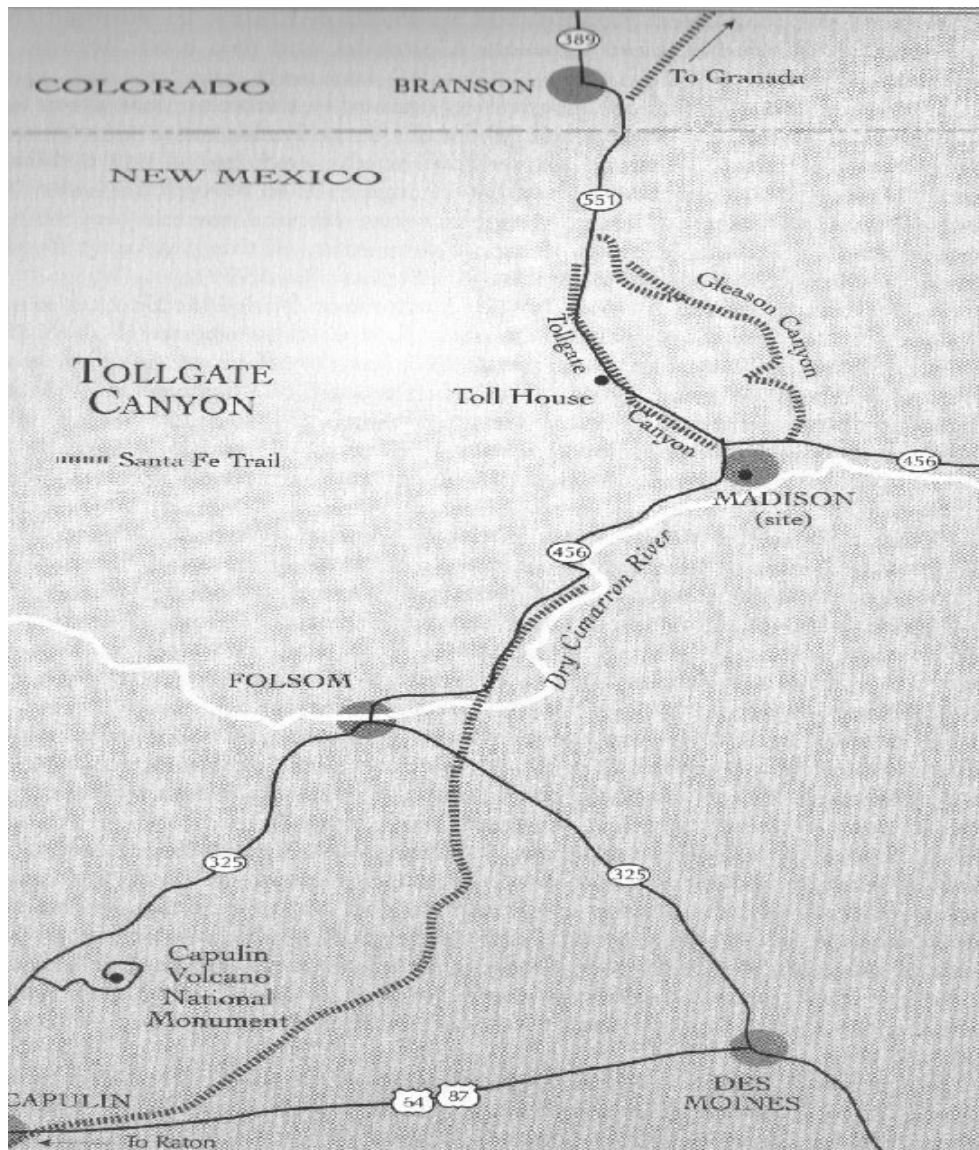 389
To Granada
COLORADO
BRANSON
NEW MEXICO
551
Gleason Canyon
Tollgate
Canyon
TOLLGATE
CANYON
Toll House
Santa Fe Trail
456
MADISON
(site)
456
Dry Cimarron River
FOLSOM
325
325
Capulin
Volcano
National
Monument
CAPULIN
64
87
DES
MOINES
To Raton